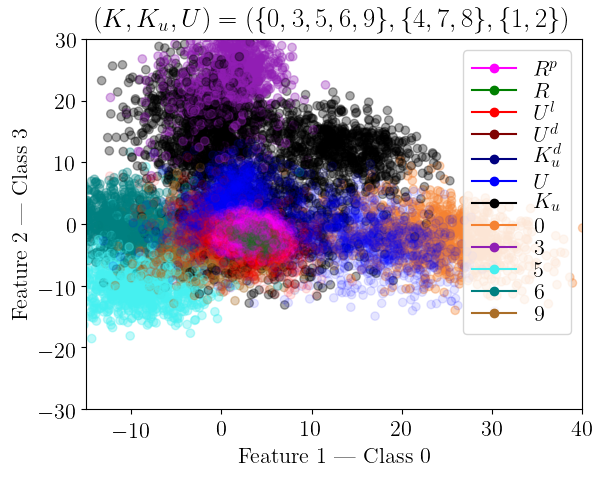 (K, K_u, U) = ({0, 3, 5, 6, 9}, {4, 7, 8}, {1, 2})
30
20
10
0
−10
−20
−30
Feature 2 — Class 3
−10
0
10
20
30
40
Feature 1 — Class 0
R^p
R
U^l
U^d
K_u^d
U
K_u
0
3
5
6
9